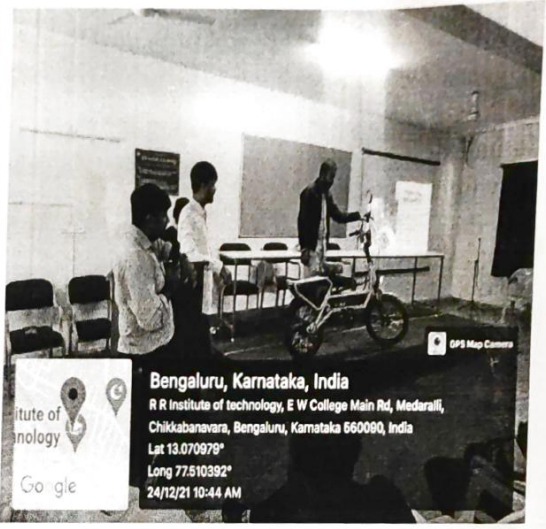 GPS Map Camera
itute of
nology
Google
Bengaluru, Karnataka, India
R R Institute of technology, E W College Main Rd, Medaralli,
Chikkabanavara, Bengaluru, Karnataka 560090, India
Lat 13.070979°
Long 77.510392°
24/12/21 10:44 AM